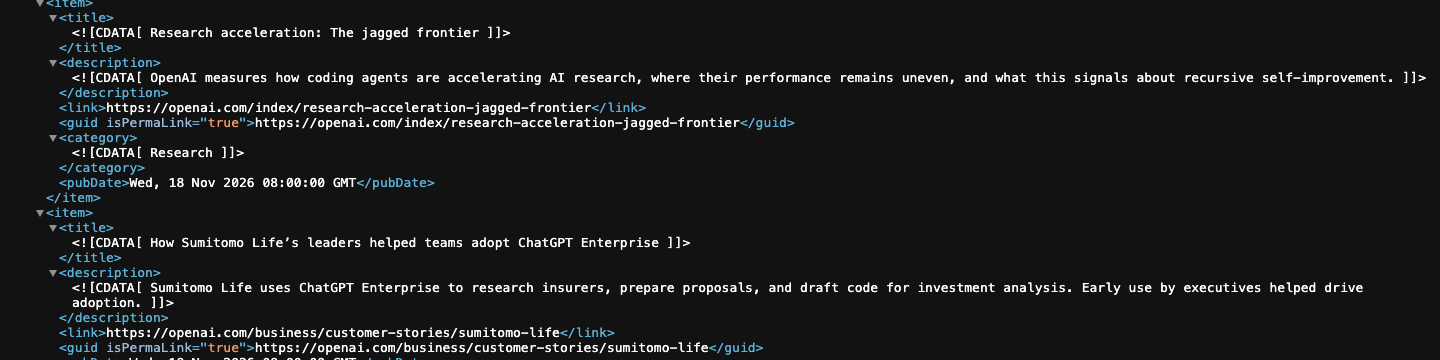 <item>
<title>
<![CDATA[ Research acceleration: The jagged frontier ]]>
</title>
<description>
<![CDATA[ OpenAI measures how coding agents are accelerating AI research, where their performance remains uneven, and what this signals about recursive self-improvement. ]]>
</description>
<link>https://openai.com/index/research-acceleration-jagged-frontier</link>
<guid isPermaLink="true">https://openai.com/index/research-acceleration-jagged-frontier</guid>
<category>
<![CDATA[ Research ]]>
</category>
<pubDate>Wed, 18 Nov 2026 08:00:00 GMT</pubDate>
</item>
<item>
<title>
<![CDATA[ How Sumitomo Life’s leaders helped teams adopt ChatGPT Enterprise ]]>
</title>
<description>
<![CDATA[ Sumitomo Life uses ChatGPT Enterprise to research insurers, prepare proposals, and draft code for investment analysis. Early use by executives helped drive
adoption. ]]>
</description>
<link>https://openai.com/business/customer-stories/sumitomo-life</link>
<guid isPermaLink="true">https://openai.com/business/customer-stories/sumitomo-life</guid>